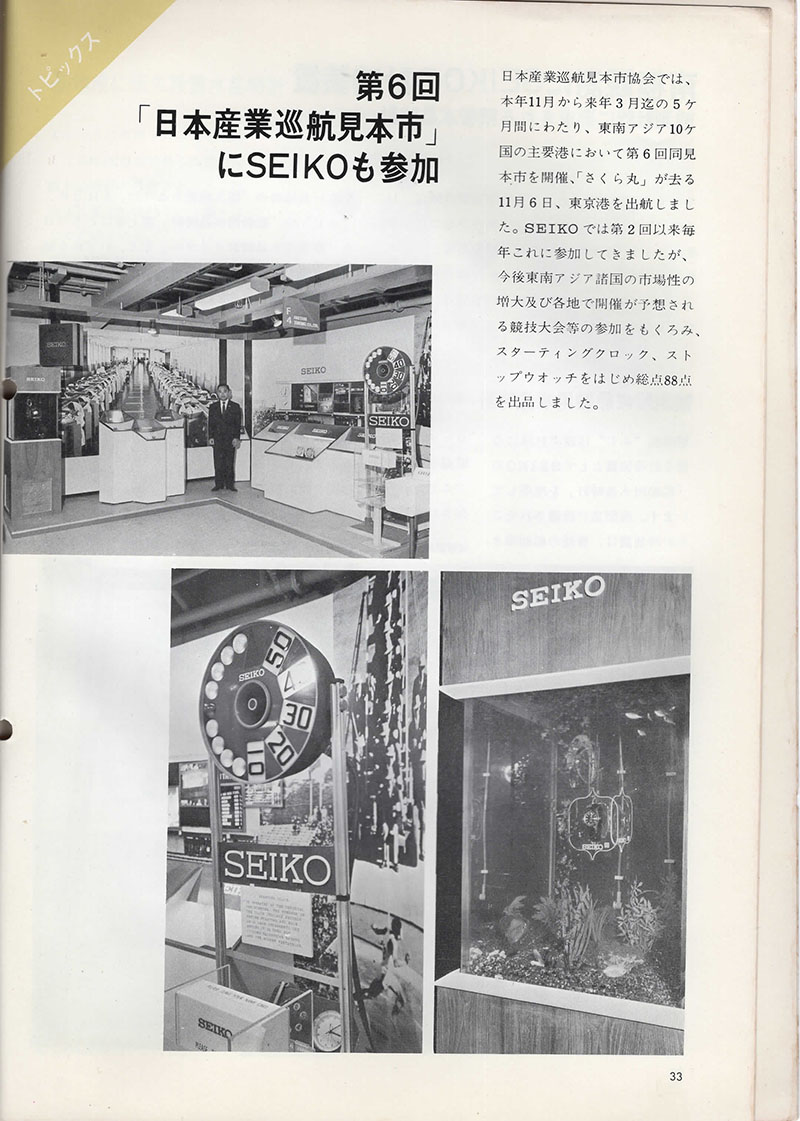 トピックス
第6回
「日本産業巡航見本市」
にSEIKOも参加
日本産業巡航見本市協会では、
本年11月から来年3月迄の5ケ
月間にわたり、東南アジア10ケ
国の主要港において第6回同見
本市を開催、「さくら丸」が去る
11月6日、東京港を出航しまし
た。SEIKOでは第2回以来毎
年これに参加してきましたが、
今後東南アジア諸国の市場性の
増大及び各地で開催が予想され
る競技大会等の参加をもくろみ、
スターティングクロック、スト
ップウオッチをはじめ総点88点
を出品しました。
SEIKO
SEIKO
SEIKO
SEIKO
F
4
SEIKO
50
4
30
20
10
SEIKO
SEIKO
PLEASE
SEIKO
SEIKO
33